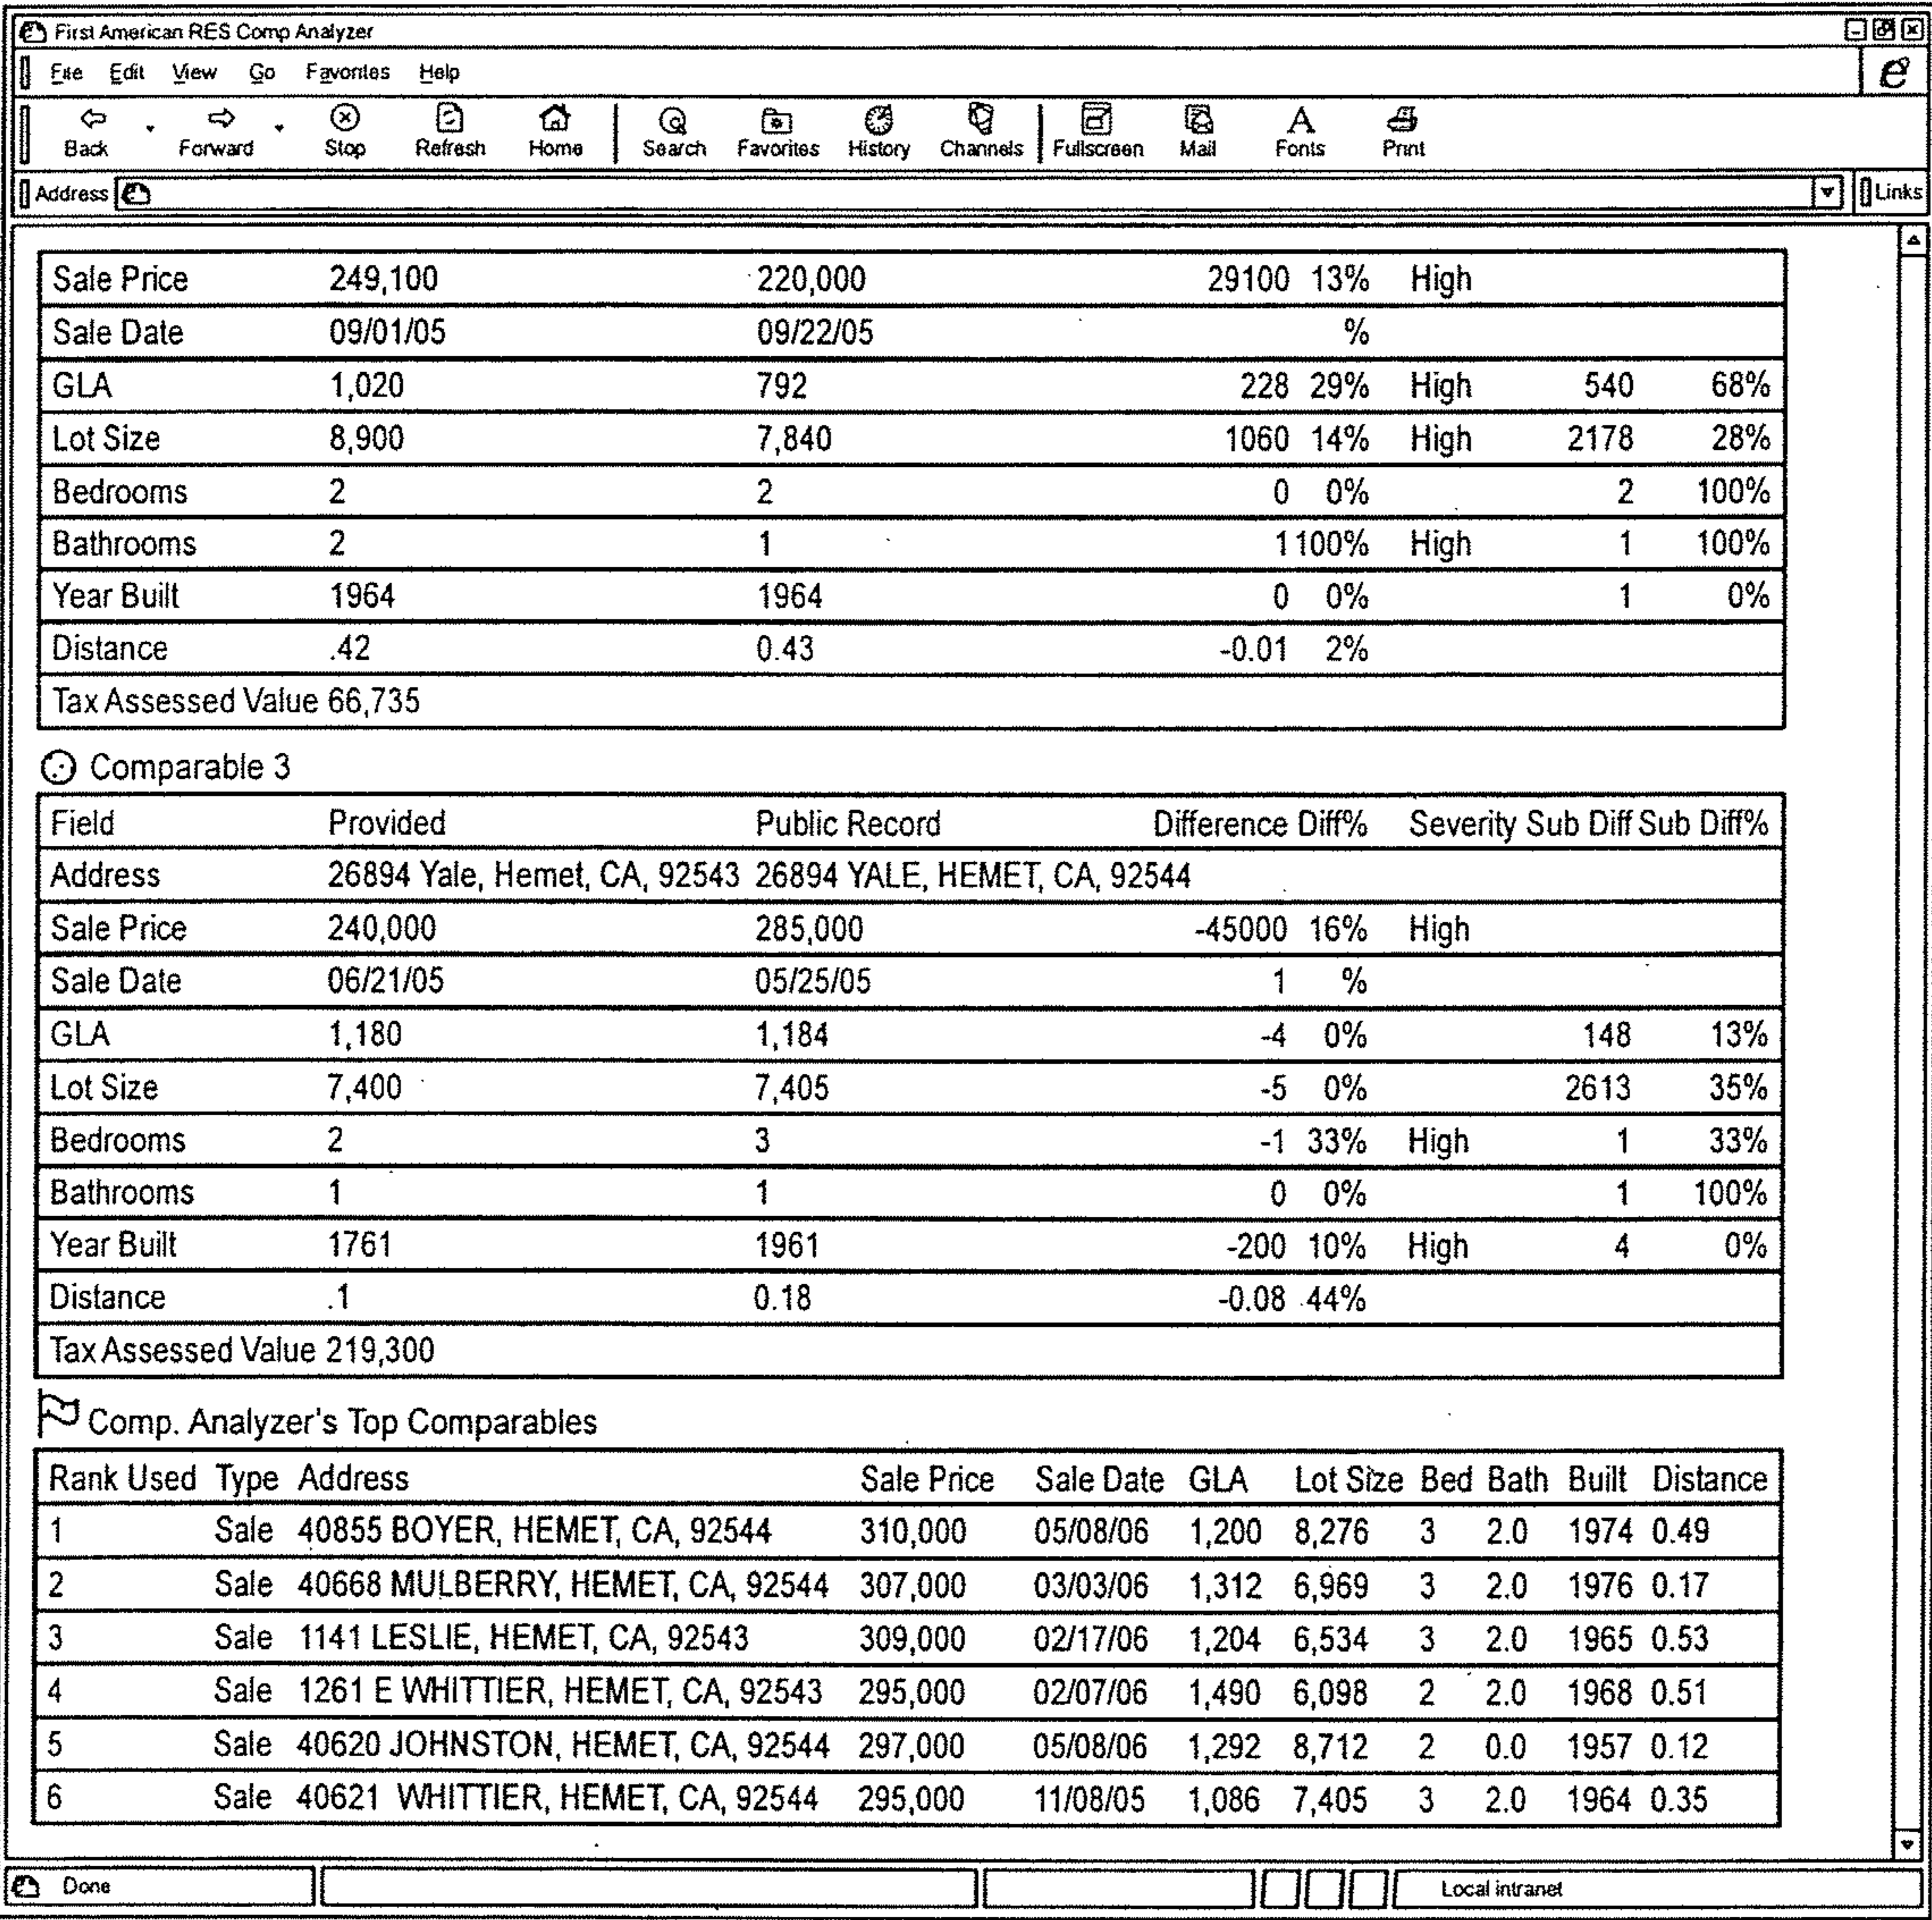 First American RES Comp Analyzer
File Edit View Go Favorites Help
Back Forward Stop Refresh Home Search Favorites History Channels Fullscreen Mail Fonts Print
Address Links
Sale Price 249,100 220,000 29100 13% High
Sale Date 09/01/05 09/22/05 %
GLA 1,020 792 228 29% High 540 68%
Lot Size 8,900 7,840 1060 14% High 2178 28%
Bedrooms 2 2 0 0% 2 100%
Bathrooms 2 1 1 100% High 1 100%
Year Built 1964 1964 0 0% 1 0%
Distance .42 0.43 -0.01 2%
Tax Assessed Value 66,735
Comparable 3
Field Provided Public Record Difference Diff% Severity Sub Diff Sub Diff%
Address 26894 Yale, Hemet, CA, 92543 26894 YALE, HEMET, CA, 92544
Sale Price 240,000 285,000 -45000 16% High
Sale Date 06/21/05 05/25/05 1 %
GLA 1,180 1,184 -4 0% 148 13%
Lot Size 7,400 7,405 -5 0% 2613 35%
Bedrooms 2 3 -1 33% High 1 33%
Bathrooms 1 1 0 0% 1 100%
Year Built 1761 1961 -200 10% High 4 0%
Distance .1 0.18 -0.08 44%
Tax Assessed Value 219,300
Comp. Analyzer's Top Comparables
Rank Used Type Address Sale Price Sale Date GLA Lot Size Bed Bath Built Distance
1 Sale 40855 BOYER, HEMET, CA, 92544 310,000 05/08/06 1,200 8,276 3 2.0 1974 0.49
2 Sale 40668 MULBERRY, HEMET, CA, 92544 307,000 03/03/06 1,312 6,969 3 2.0 1976 0.17
3 Sale 1141 LESLIE, HEMET, CA, 92543 309,000 02/17/06 1,204 6,534 3 2.0 1965 0.53
4 Sale 1261 E WHITTIER, HEMET, CA, 92543 295,000 02/07/06 1,490 6,098 2 2.0 1968 0.51
5 Sale 40620 JOHNSTON, HEMET, CA, 92544 297,000 05/08/06 1,292 8,712 2 0.0 1957 0.12
6 Sale 40621 WHITTIER, HEMET, CA, 92544 295,000 11/08/05 1,086 7,405 3 2.0 1964 0.35
Done Local intranet